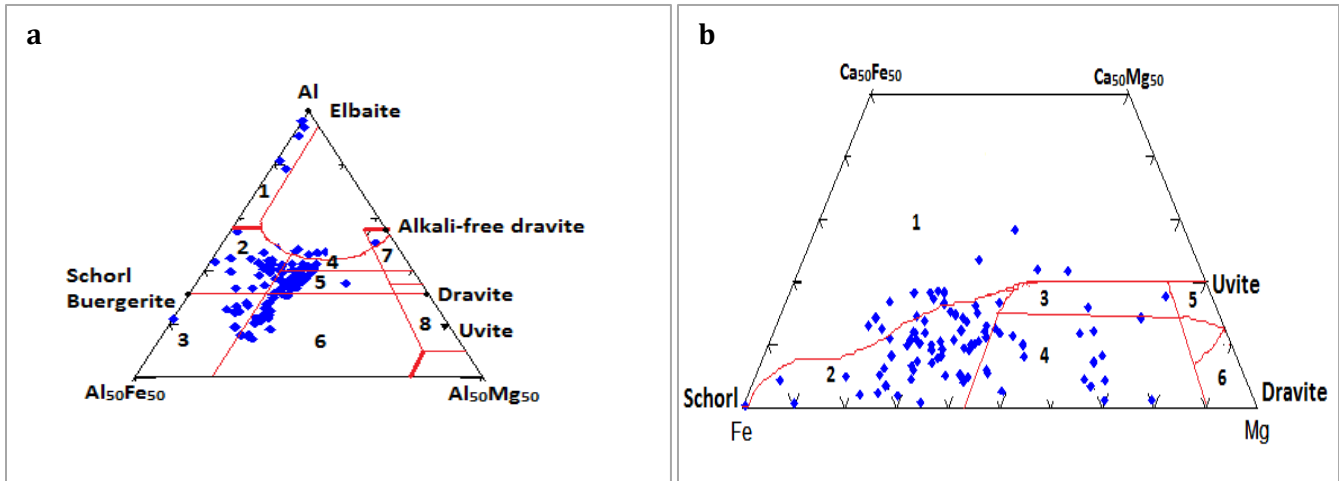 a
Al
Elbaite
1
Alkali-free dravite
2
4
7
5
Schorl
Buergerite
Dravite
Uvite
3
6
8
Al₅₀Fe₅₀
Al₅₀Mg₅₀
b
Ca₅₀Fe₅₀
Ca₅₀Mg₅₀
1
Uvite
3
5
2
4
6
Schorl
Dravite
Fe
Mg